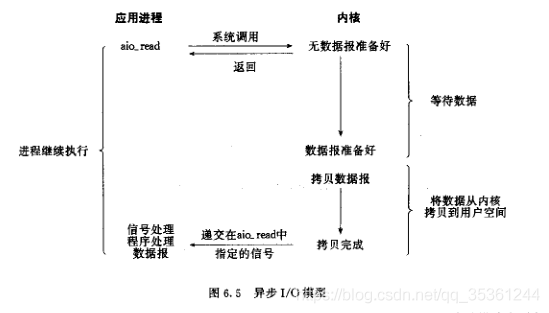 应用进程 内核
aio_read 系统调用 无数据报准备好
返回
等待数据
进程继续执行 数据报准备好
拷贝数据报
将数据从内核
拷贝到用户空间
信号处理
程序处理
数据报
递交在aio_read中
指定的信号
拷贝完成
图 6.5 异步 I/O 模型
https://blog.csdn.net/qq_35361244